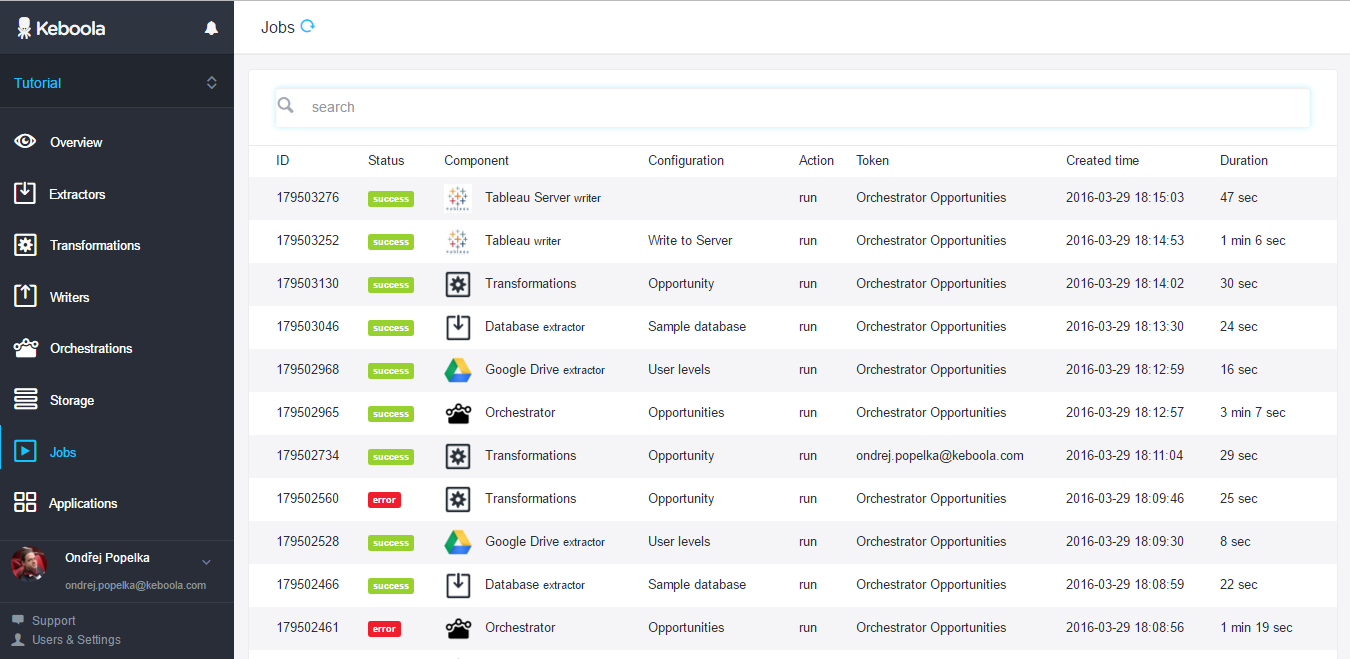 Keboola
Tutorial
Overview
Extractors
Transformations
Writers
Orchestrations
Storage
Jobs
Applications
Ondřej Popelka
ondrej.popelka@keboola.com
Support
Users & Settings
Jobs
search
ID Status Component Configuration Action Token Created time Duration
179503276 success Tableau Server writer run Orchestrator Opportunities 2016-03-29 18:15:03 47 sec
179503252 success Tableau writer Write to Server run Orchestrator Opportunities 2016-03-29 18:14:53 1 min 6 sec
179503130 success Transformations Opportunity run Orchestrator Opportunities 2016-03-29 18:14:02 30 sec
179503046 success Database extractor Sample database run Orchestrator Opportunities 2016-03-29 18:13:30 24 sec
179502968 success Google Drive extractor User levels run Orchestrator Opportunities 2016-03-29 18:12:59 16 sec
179502965 success Orchestrator Opportunities run Orchestrator Opportunities 2016-03-29 18:12:57 3 min 7 sec
179502734 success Transformations Opportunity run ondrej.popelka@keboola.com 2016-03-29 18:11:04 29 sec
179502560 error Transformations Opportunity run Orchestrator Opportunities 2016-03-29 18:09:46 25 sec
179502528 success Google Drive extractor User levels run Orchestrator Opportunities 2016-03-29 18:09:30 8 sec
179502466 success Database extractor Sample database run Orchestrator Opportunities 2016-03-29 18:08:59 22 sec
179502461 error Orchestrator Opportunities run Orchestrator Opportunities 2016-03-29 18:08:56 1 min 19 sec